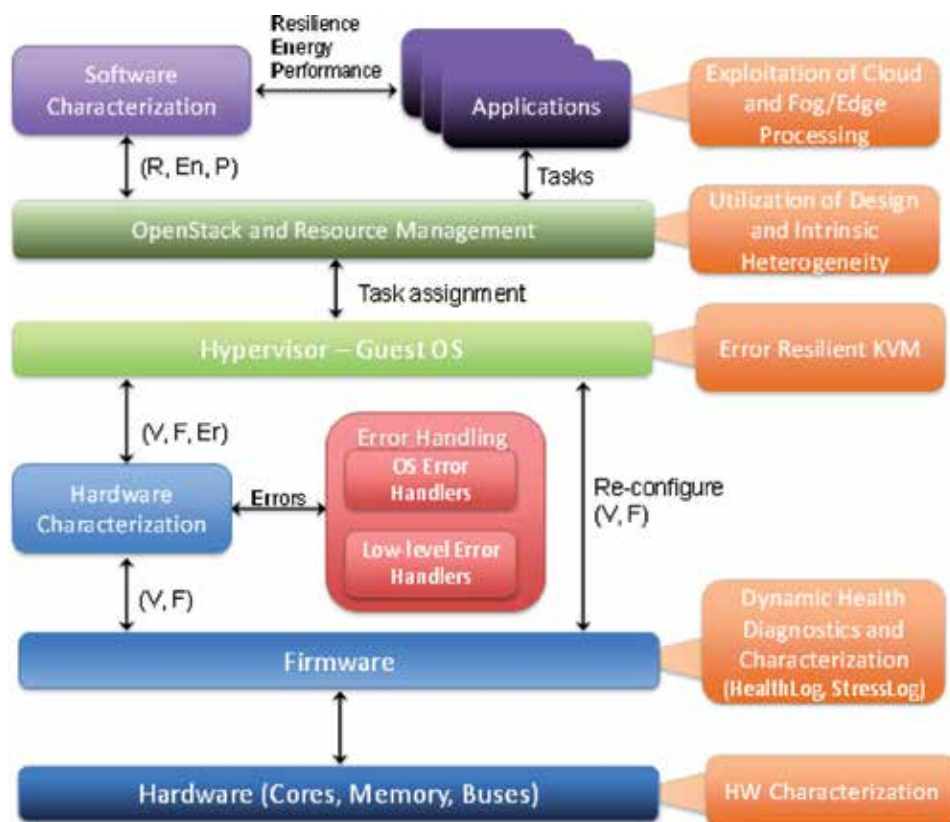 Resilience
Energy
Performance
Software
Characterization
Applications
Exploitation of Cloud
and Fog/Edge
Processing
(R, En, P)
Tasks
OpenStack and Resource Management
Utilization of Design
and Intrinsic
Heterogeneity
Task assignment
Hypervisor – Guest OS
Error Resilient KVM
(V, F, Er)
Error Handling
OS Error
Handlers
Hardware
Characterization
Errors
Re-configure
(V, F)
Low-level Error
Handlers
(V, F)
Dynamic Health
Diagnostics and
Characterization
(HealthLog, StressLog)
Firmware
Hardware (Cores, Memory, Buses)
HW Characterization